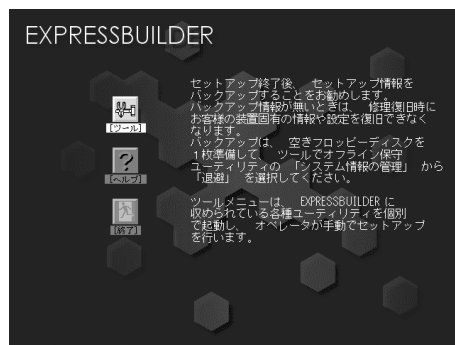 EXPRESSBUILDER
セットアップ終了後、 セットアップ情報を
バックアップすることをお勧めします。
バックアップ情報が無いときは、 修理復旧時に
お客様の装置固有の情報や設定を復旧できなく
なります。
バックアップは、 空きフロッピーディスクを
1枚準備して、 ツールでオフライン保守
ユーティリティの 「システム情報の管理」 から
「退避」 を選択してください。
ツールメニューは、 EXPRESSBUILDER に
収められている各種ユーティリティを個別
で起動し、 オペレータが手動でセットアップ
を行います。
[ツール]
[ヘルプ]
[終了]